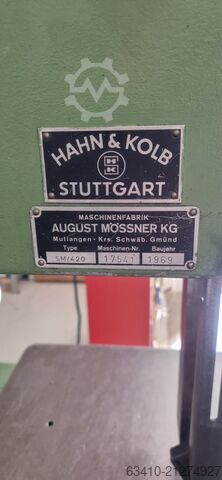 HAHN & KOLB
HK
STUTTGART
MASCHINENFABRIK
AUGUST MÖSSNER KG
Mutlangen - Krs. Schwäb. Gmünd
Type Maschinen-Nr. Baujahr
SM/420 17541 1969
63410-21274927